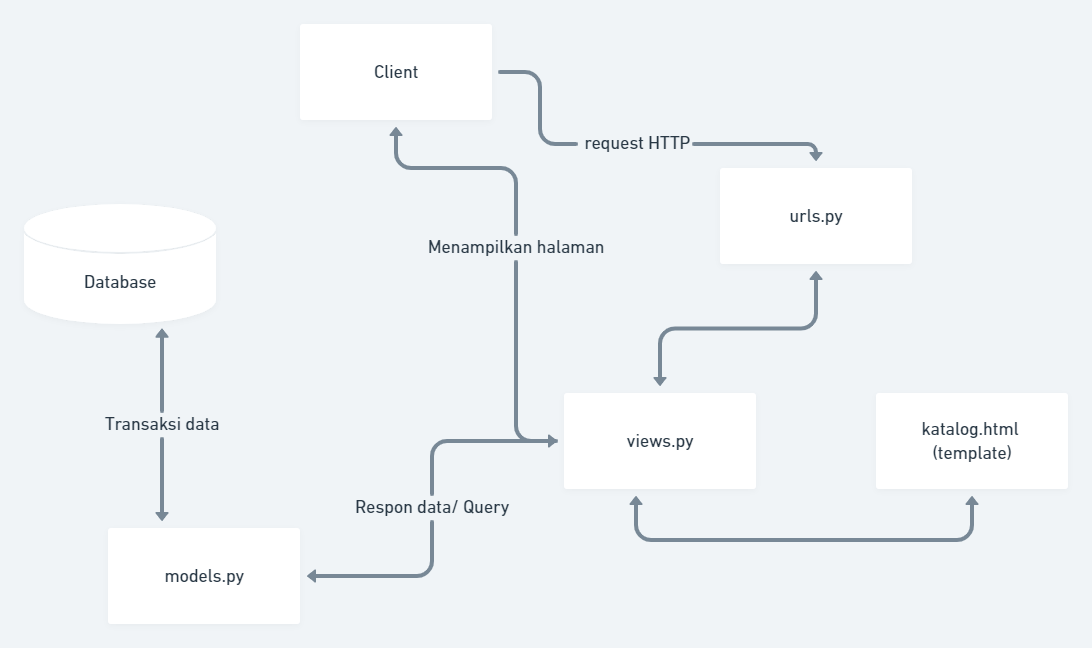 Client
request HTTP
urls.py
Menampilkan halaman
Database
Transaksi data
views.py
katalog.html
(template)
Respon data/ Query
models.py